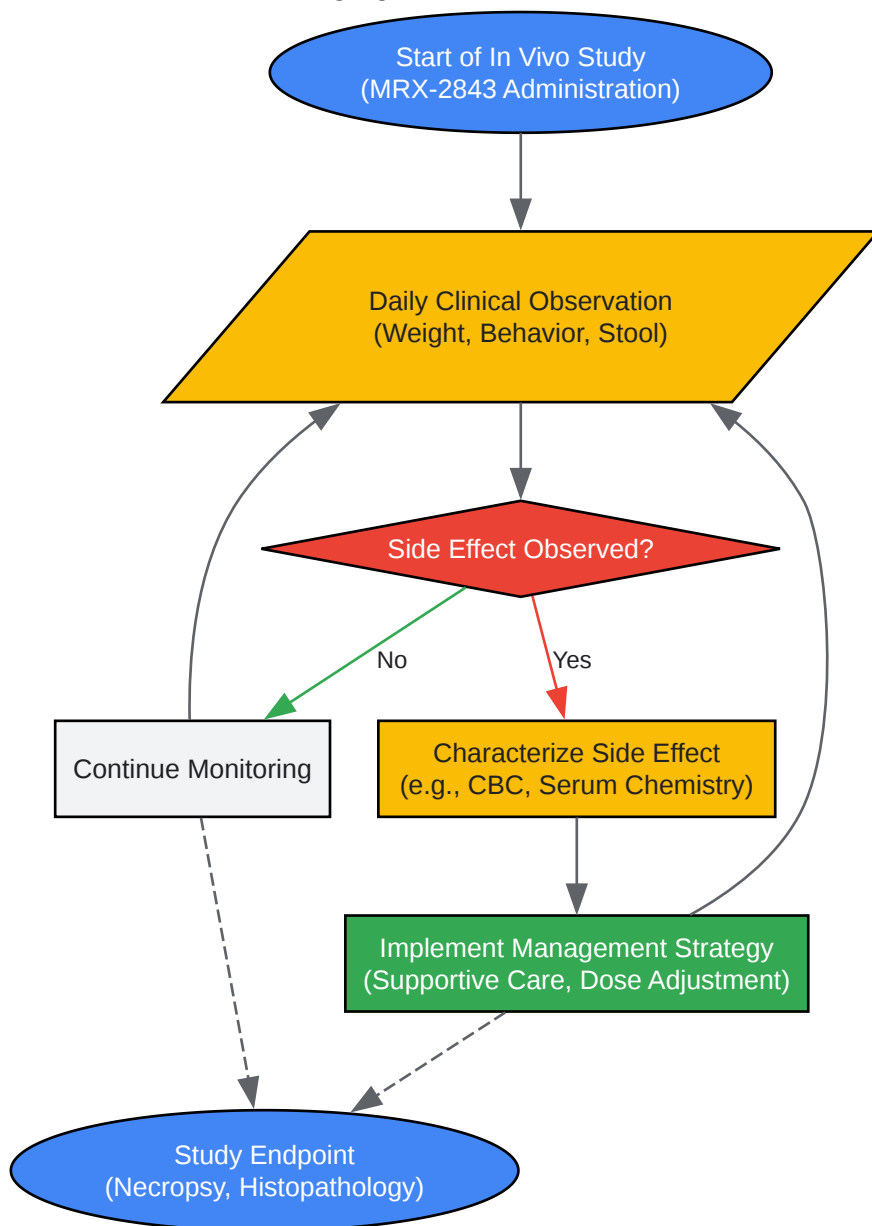 Start of In Vivo Study
(MRX-2843 Administration)
Daily Clinical Observation
(Weight, Behavior, Stool)
Side Effect Observed?
No
Yes
Continue Monitoring
Characterize Side Effect
(e.g., CBC, Serum Chemistry)
Implement Management Strategy
(Supportive Care, Dose Adjustment)
Study Endpoint
(Necropsy, Histopathology)